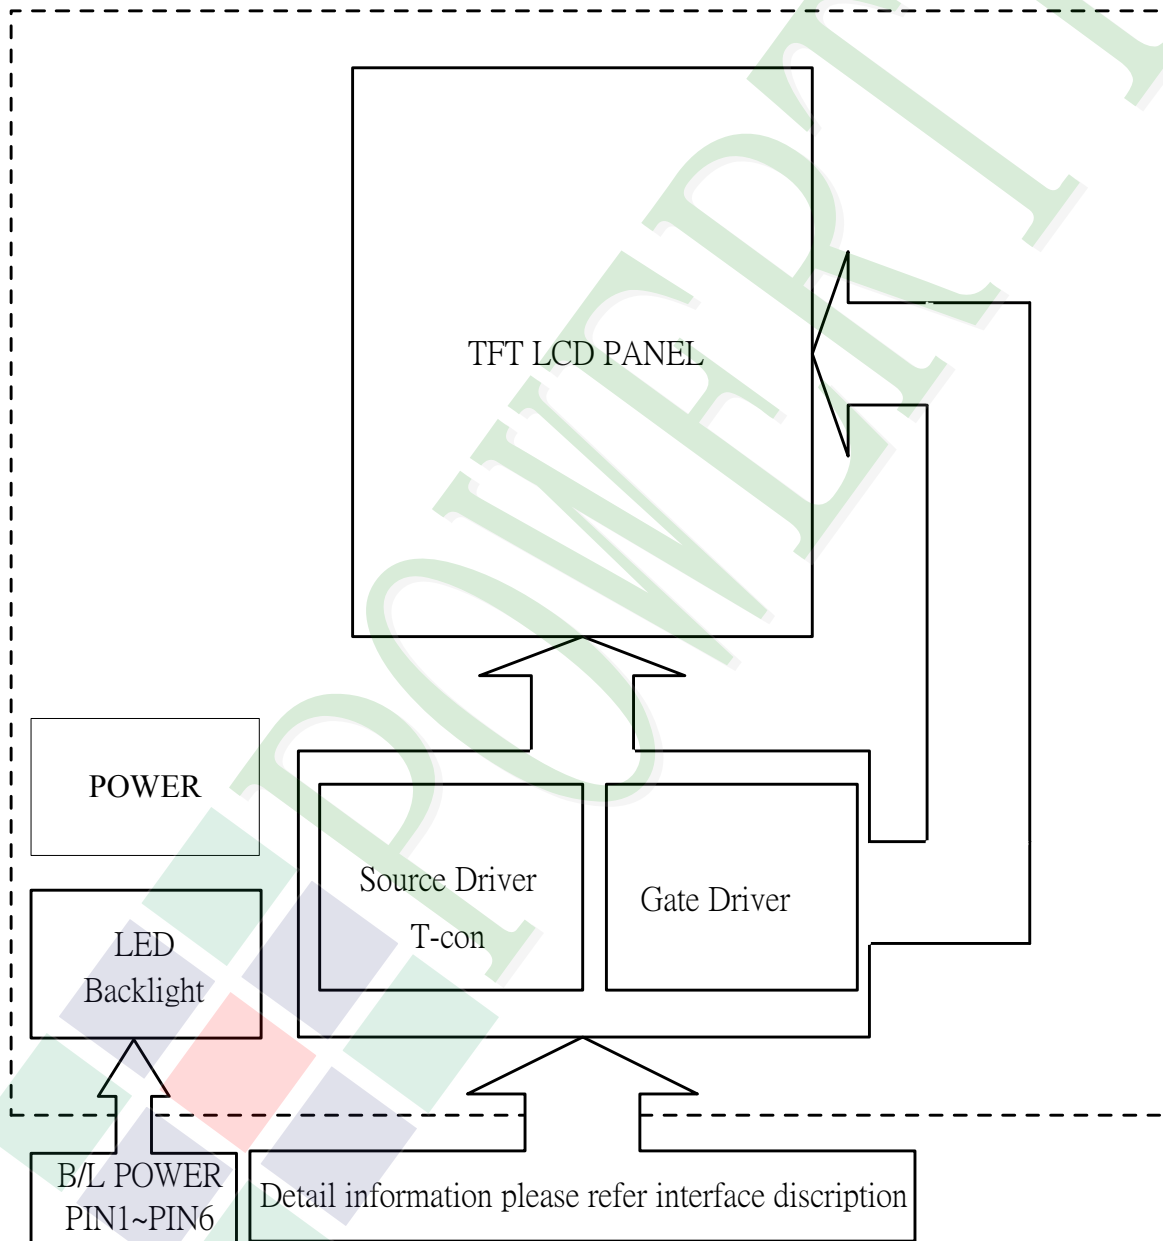 TFT LCD PANEL
POWER
Source Driver
T-con
Gate Driver
LED
Backlight
B/L POWER
PIN1~PIN6
Detail information please refer interface discription
POWERT